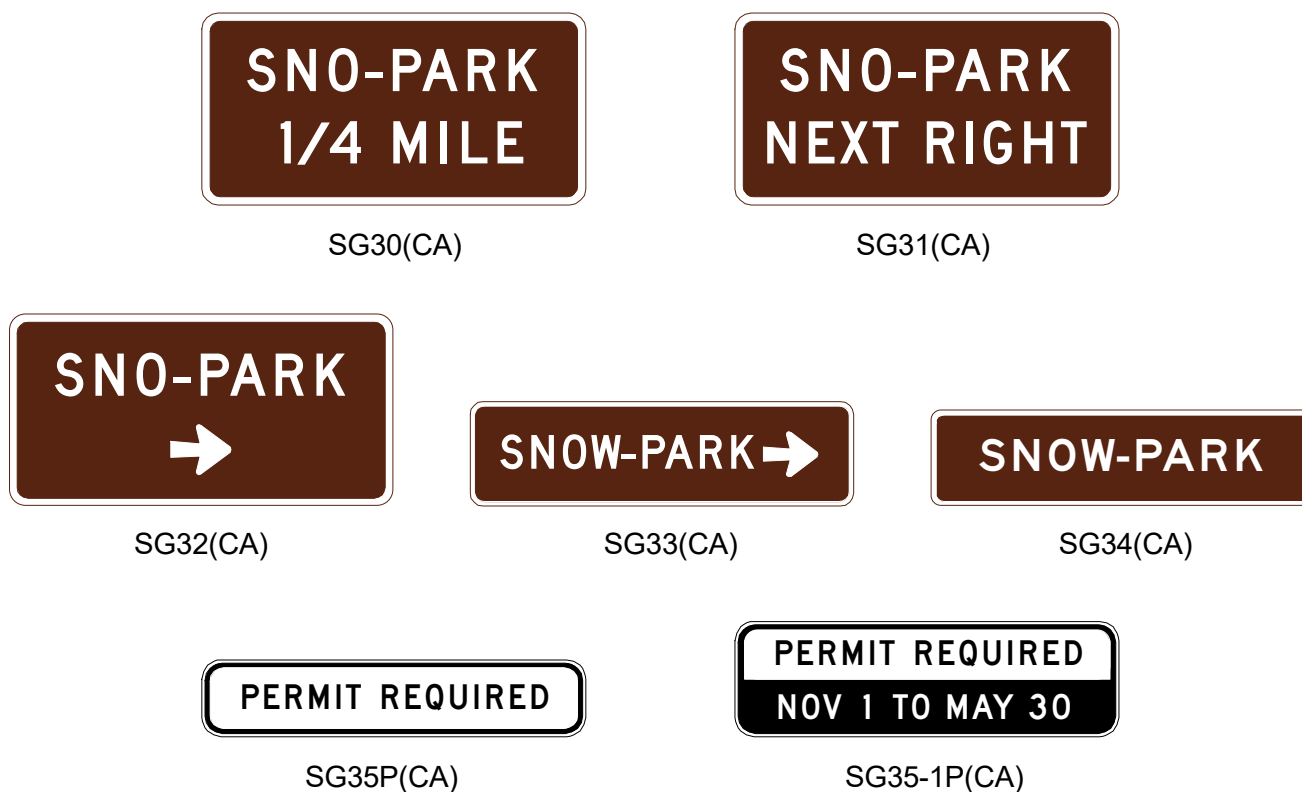 SNO-PARK
1/4 MILE
SG30(CA)
SNO-PARK
NEXT RIGHT
SG31(CA)
SNO-PARK
SG32(CA)
SNOW-PARK
SG33(CA)
SNOW-PARK
SG34(CA)
PERMIT REQUIRED
SG35P(CA)
PERMIT REQUIRED
NOV 1 TO MAY 30
SG35-1P(CA)